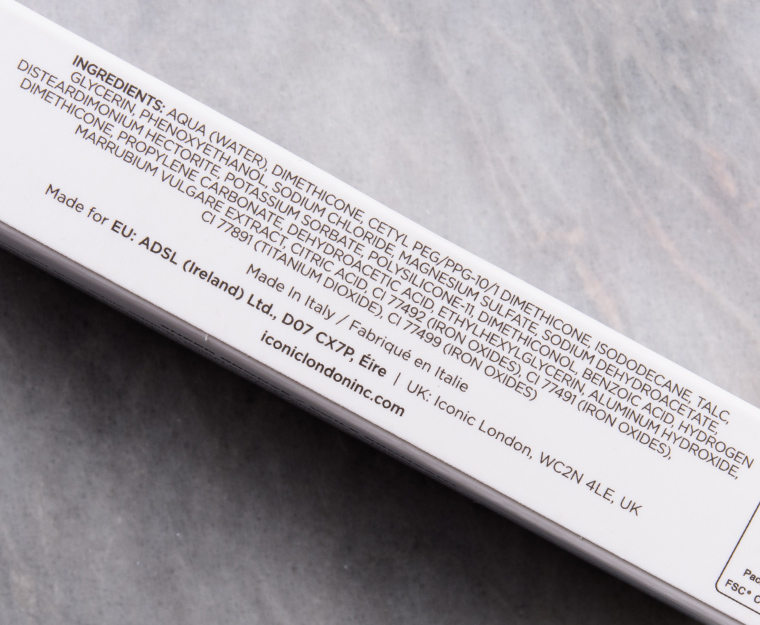 INGREDIENTS: AQUA (WATER), DIMETHICONE, CETYL PEG/PPG-10/1 DIMETHICONE, ISODODECANE, TALC,
GLYCERIN, PHENOXYETHANOL, SODIUM CHLORIDE, MAGNESIUM SULFATE, SODIUM DEHYDROACETATE,
DISTEARDIMONIUM HECTORITE, POTASSIUM SORBATE, POLYSILICONE-11, DIMETHICONOL, BENZOIC ACID, HYDROGEN
DIMETHICONE, PROPYLENE CARBONATE, DEHYDROACETIC ACID, ETHYLHEXYLGLYCERIN, ALUMINUM HYDROXIDE,
MARRUBIUM VULGARE EXTRACT, CITRIC ACID, CI 77492 (IRON OXIDES), CI 77491 (IRON OXIDES),
CI 77891 (TITANIUM DIOXIDE), CI 77499 (IRON OXIDES)
Made in Italy / Fabriqué en Italie
Made for EU: ADSL (Ireland) Ltd., D07 CX7P, Éire | UK: Iconic London, WC2N 4LE, UK
iconiclondoninc.com
FSC®